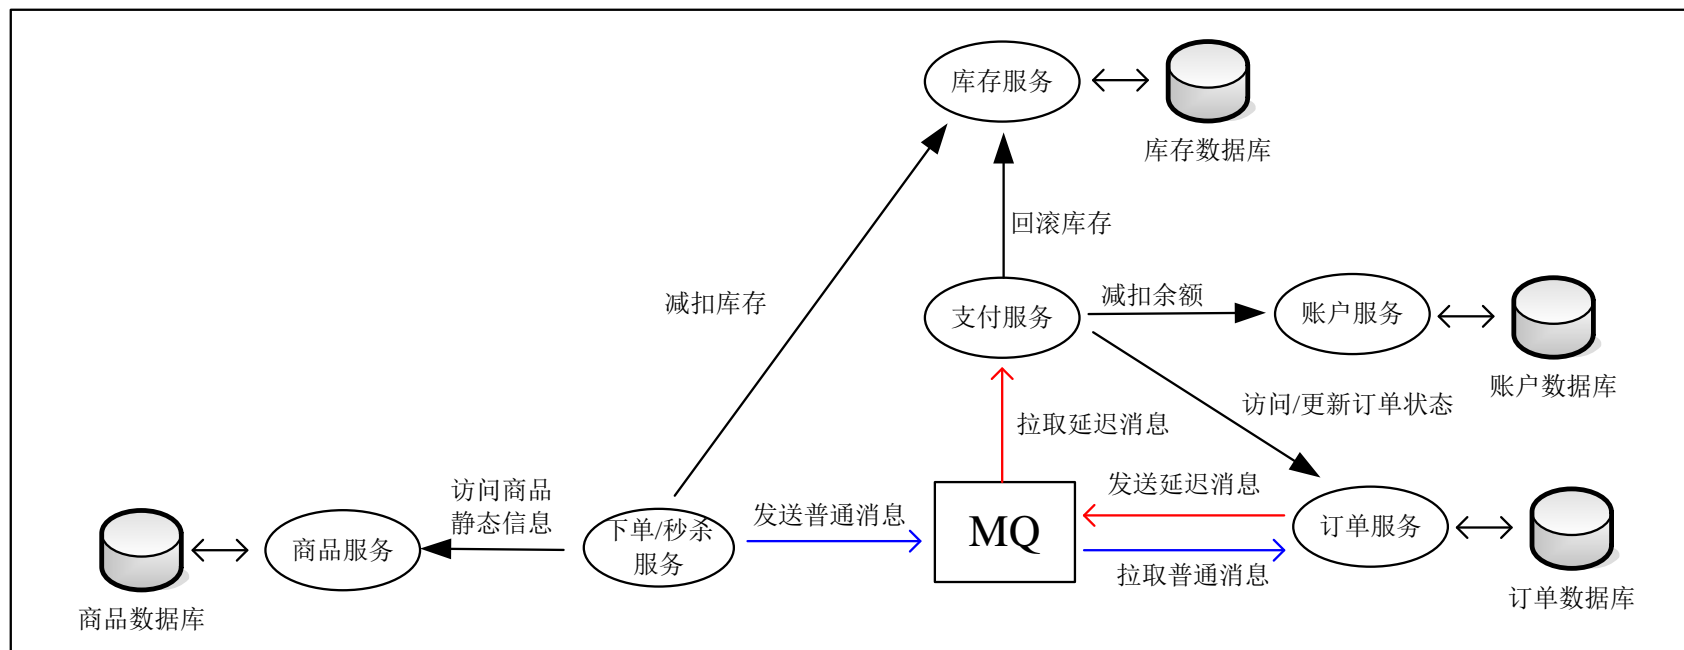 库存服务
库存数据库
回滚库存
减扣库存
支付服务
减扣余额
账户服务
账户数据库
访问/更新订单状态
拉取延迟消息
访问商品
静态信息
发送普通消息
MQ
发送延迟消息
订单服务
商品服务
下单/秒杀
服务
拉取普通消息
商品数据库
订单数据库